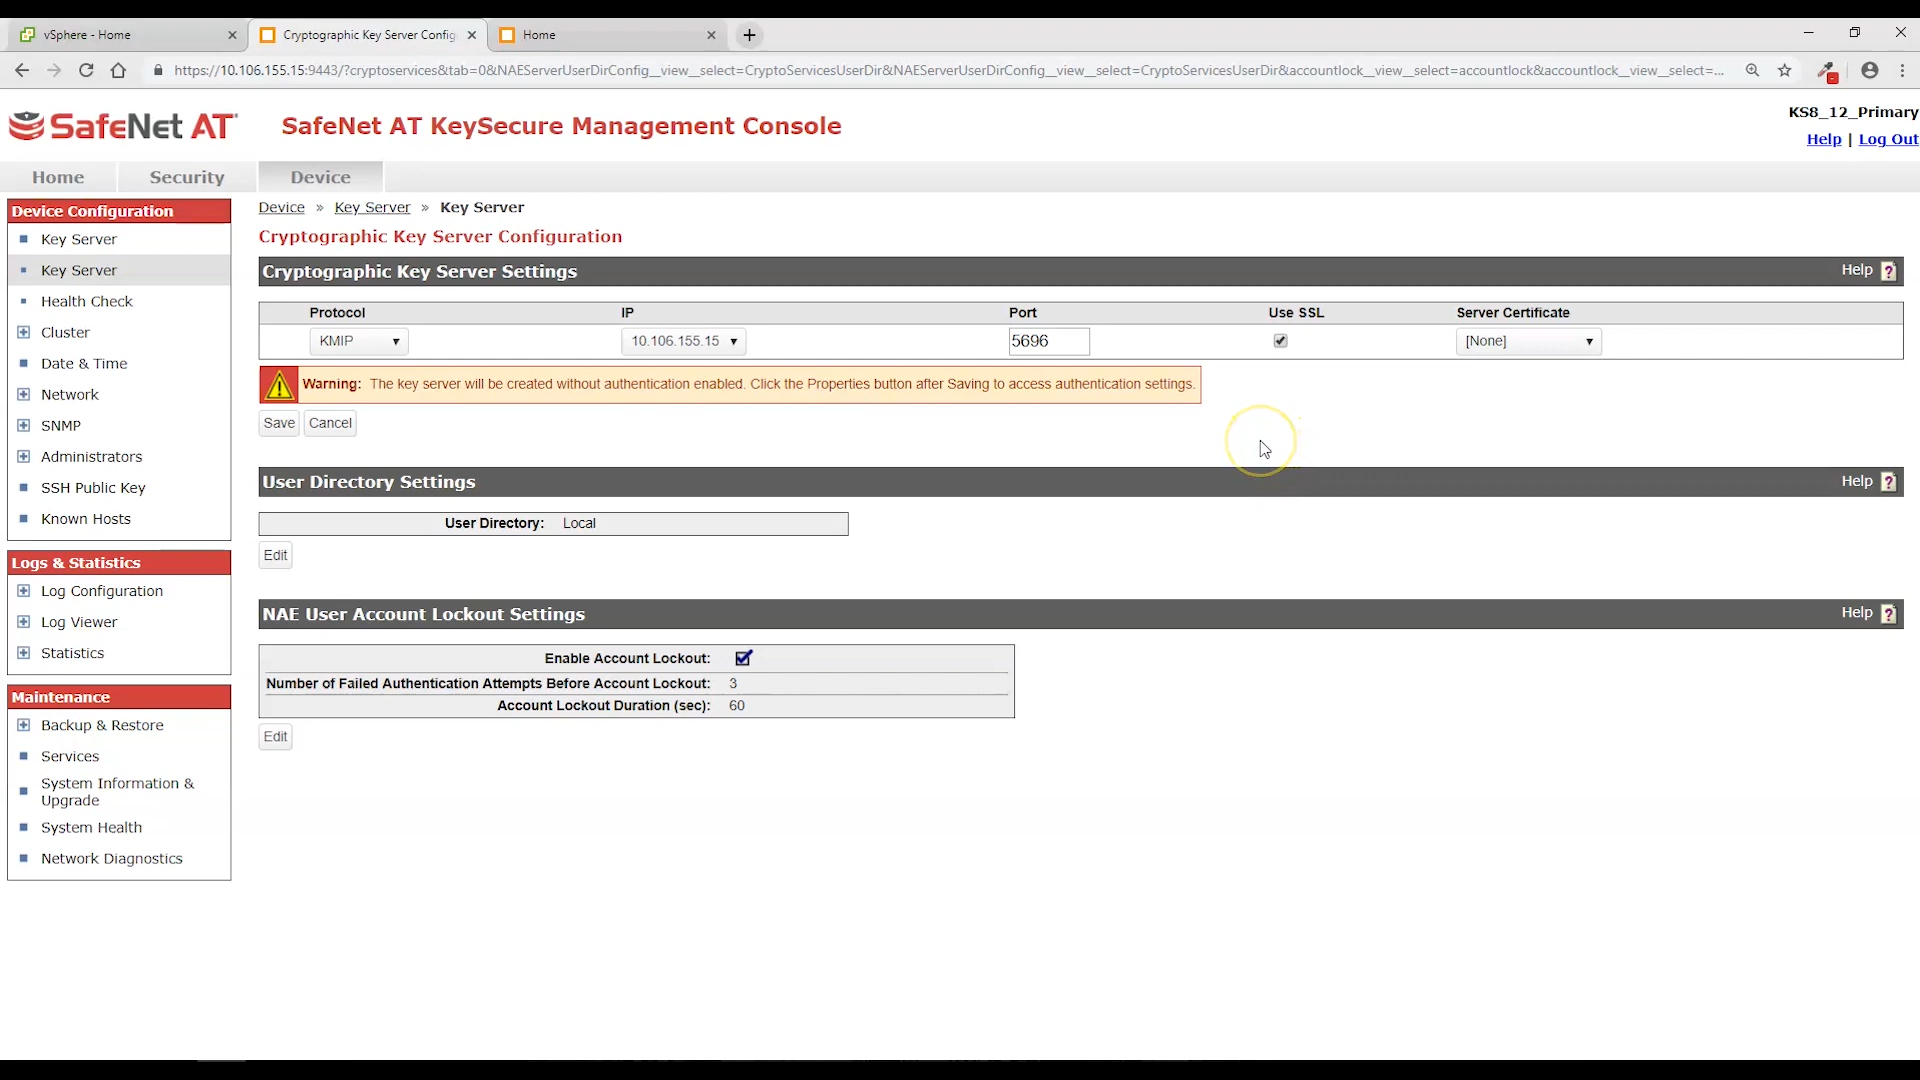 vSphere - Home
Cryptographic Key Server Config
Home
https://10.106.155.15:9443/?cryptoservices&tab=0&NAEServerUserDirConfig__view__select=CryptoServicesUserDir&NAEServerUserDirConfig__view__select=CryptoServicesUserDir&accountlock__view__select=accountlock&accountlock__view__select=...
SafeNet AT
SafeNet AT KeySecure Management Console
KS8_12_Primary
Help | Log Out
Home Security Device
Device Configuration
Key Server
Key Server
Health Check
Cluster
Date & Time
Network
SNMP
Administrators
SSH Public Key
Known Hosts
Logs & Statistics
Log Configuration
Log Viewer
Statistics
Maintenance
Backup & Restore
Services
System Information &
Upgrade
System Health
Network Diagnostics
Device » Key Server » Key Server
Cryptographic Key Server Configuration
Cryptographic Key Server Settings Help ?
Protocol IP Port Use SSL Server Certificate
KMIP 10.106.155.15 5696 [None]
Warning: The key server will be created without authentication enabled. Click the Properties button after Saving to access authentication settings.
Save Cancel
User Directory Settings Help ?
User Directory: Local
Edit
NAE User Account Lockout Settings Help ?
Enable Account Lockout:
Number of Failed Authentication Attempts Before Account Lockout: 3
Account Lockout Duration (sec): 60
Edit